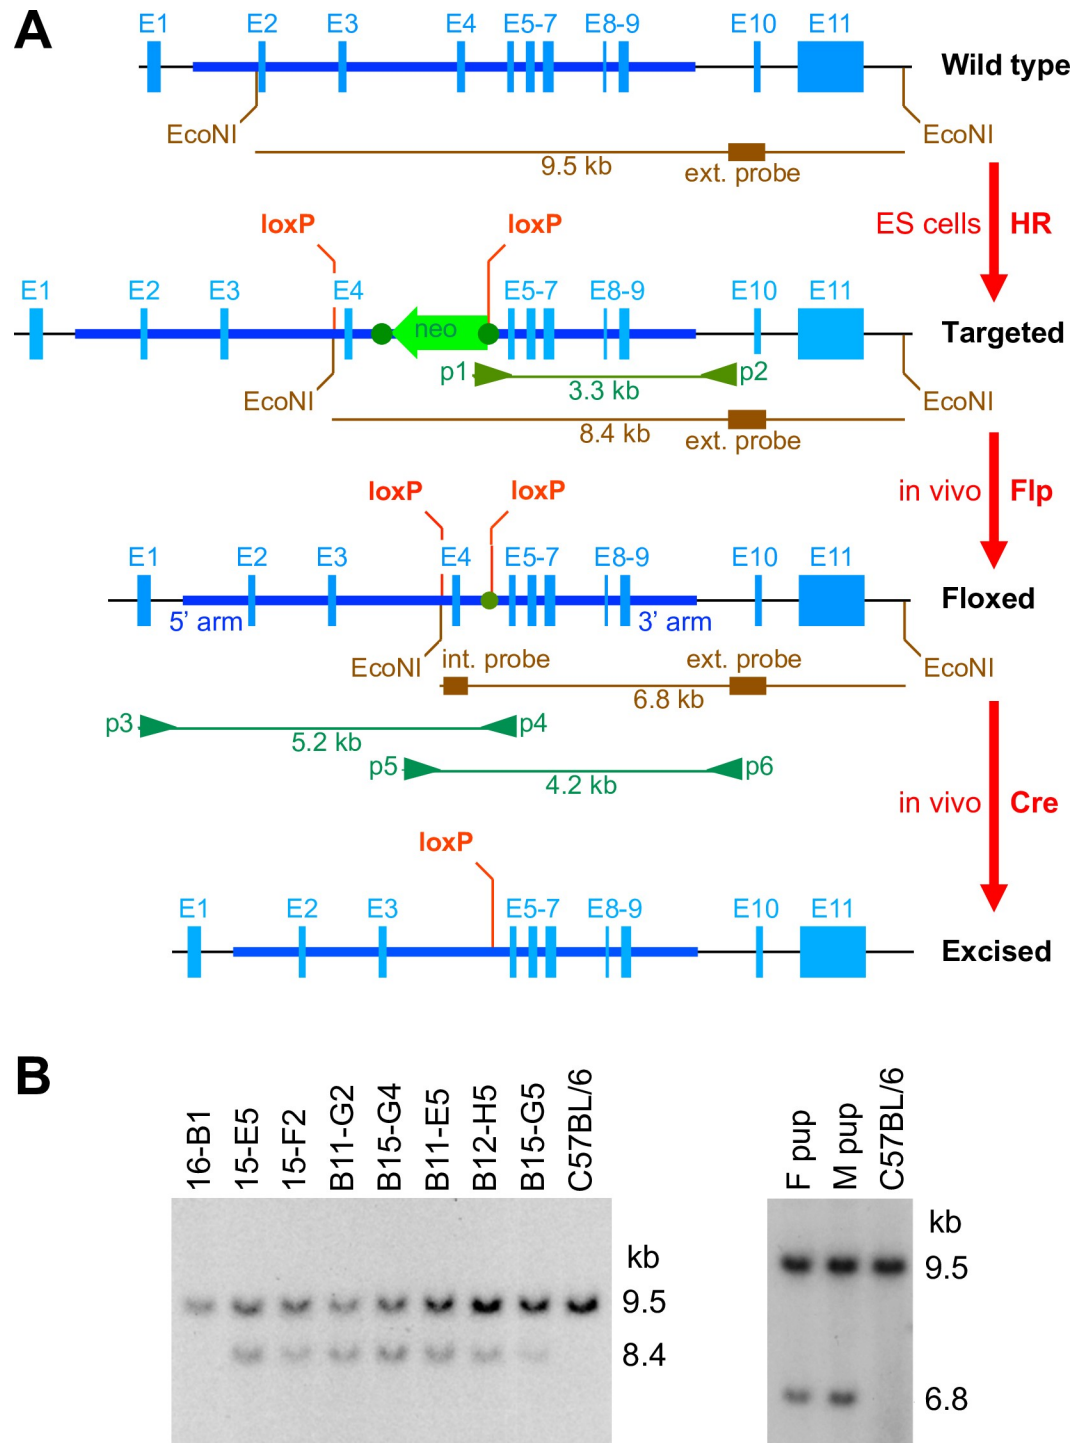 A
E1 E2 E3 E4 E5-7 E8-9 E10 E11
Wild type
EcoNI EcoNI
9.5 kb ext. probe
loxP loxP ES cells HR
E1 E2 E3 E4 E5-7 E8-9 E10 E11
neo Targeted
p1 3.3 kb p2
EcoNI EcoNI
8.4 kb ext. probe
loxP loxP in vivo Flp
E1 E2 E3 E4 E5-7 E8-9 E10 E11
Floxed
5’ arm 3’ arm
EcoNI int. probe ext. probe EcoNI
6.8 kb
p3 5.2 kb p4
p5 4.2 kb p6
in vivo Cre
loxP
E1 E2 E3 E5-7 E8-9 E10 E11
Excised
B
16-B1 15-E5 15-F2 B11-G2 B15-G4 B11-E5 B12-H5 B15-G5 C57BL/6
kb
9.5
8.4
F pup M pup C57BL/6
kb
9.5
6.8